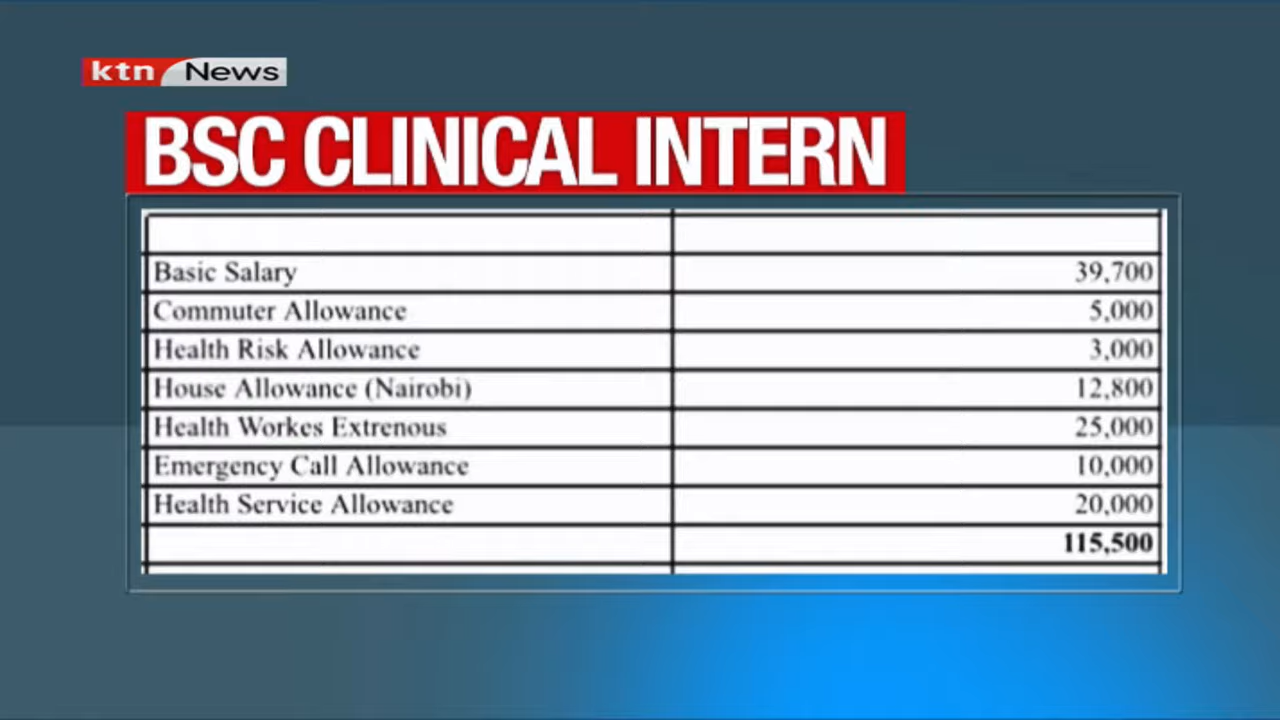 ktn News
BSC CLINICAL INTERN
Basic Salary 39,700
Commuter Allowance 5,000
Health Risk Allowance 3,000
House Allowance (Nairobi) 12,800
Health Workes Extrenous 25,000
Emergency Call Allowance 10,000
Health Service Allowance 20,000
115,500